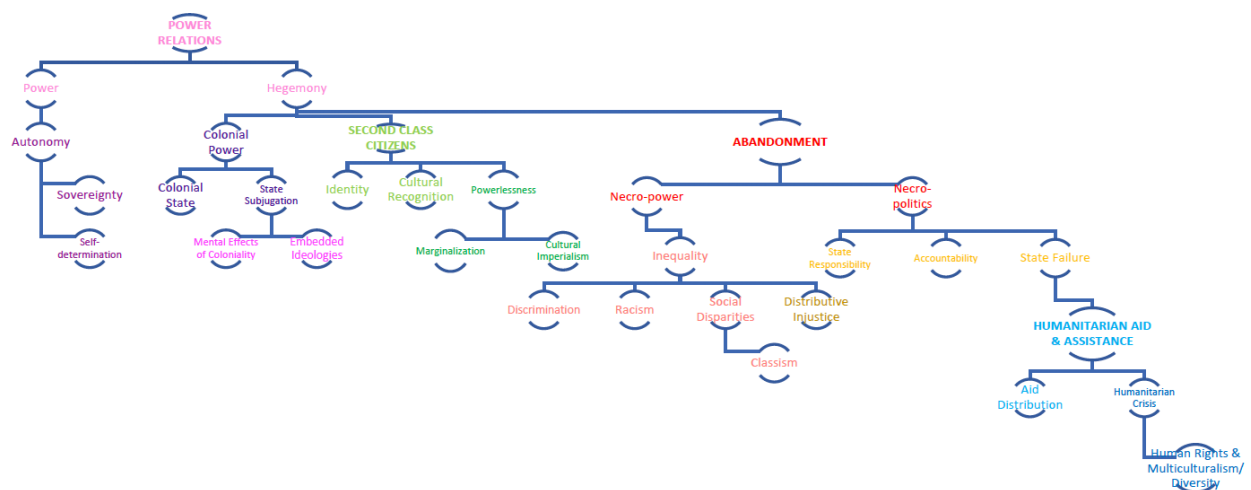 POWER
RELATIONS
Power
Hegemony
Autonomy
Colonial
Power
SECOND CLASS
CITIZENS
ABANDONMENT
Sovereignty
Colonial
State
State
Subjugation
Identity
Cultural
Recognition
Powerlessness
Necro-power
Necro-
politics
Self-
determination
Mental Effects
of Coloniality
Embedded
Ideologies
Marginalization
Cultural
Imperialism
Inequality
State
Responsibility
Accountability
State Failure
Discrimination
Racism
Social
Disparities
Distributive
Injustice
HUMANITARIAN AID
& ASSISTANCE
Classism
Aid
Distribution
Humanitarian
Crisis
Human Rights &
Multiculturalism/
Diversity